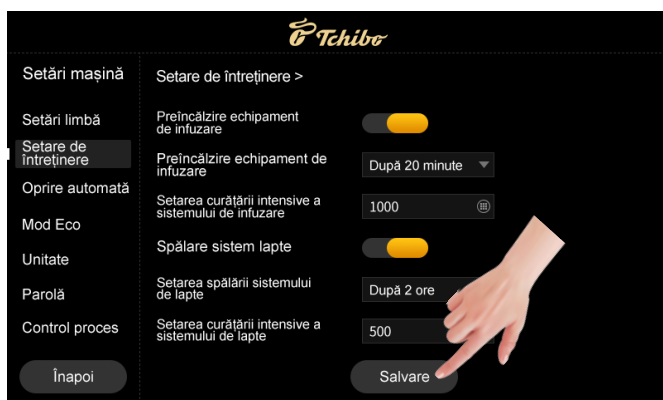 Tchibo
Setări mașină
Setare de întreținere >
Setări limbă
Setare de
întreținere
Oprire automată
Mod Eco
Unitate
Parolă
Control proces
Înapoi
Preîncălzire echipament
de infuzare
Preîncălzire echipament de
infuzare
După 20 minute
Setarea curățării intensive a
sistemului de infuzare
1000
Spălare sistem lapte
Setarea spălării sistemului
de lapte
După 2 ore
Setarea curățării intensive a
sistemului de lapte
500
Salvare